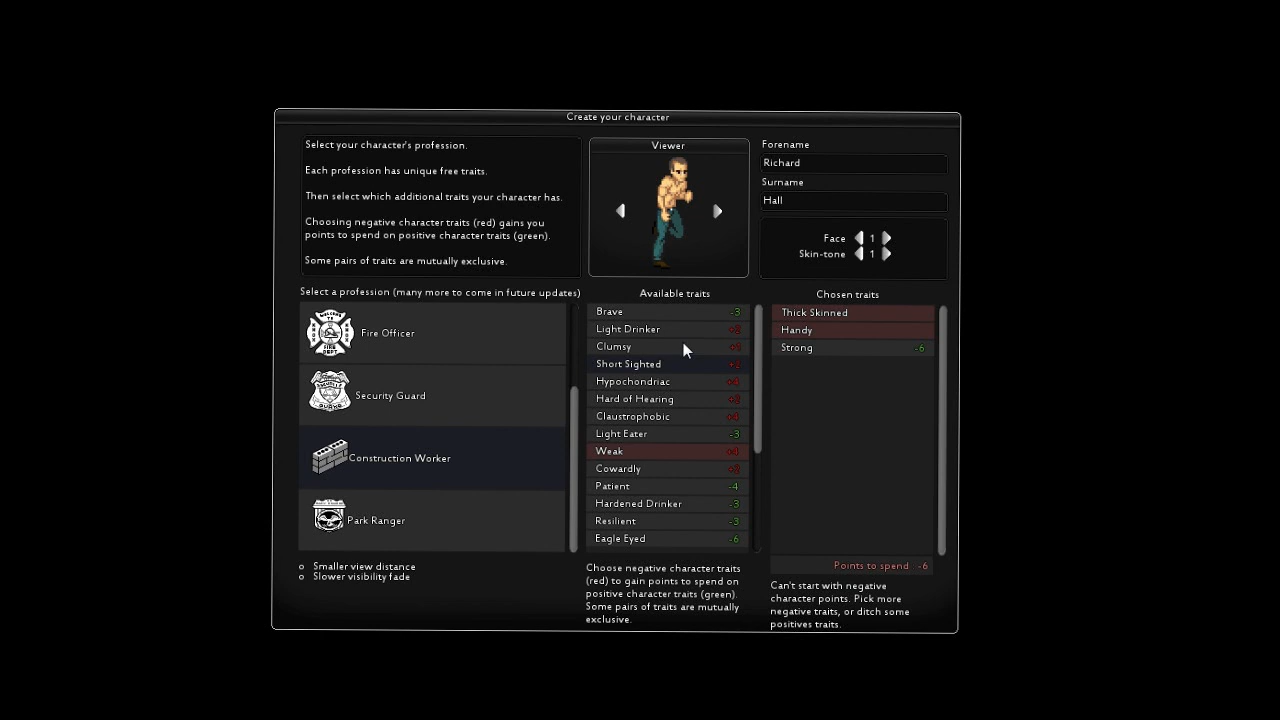 Create your character
Select your character's profession.
Each profession has unique free traits.
Then select which additional traits your character has.
Choosing negative character traits (red) gains you
points to spend on positive character traits (green).
Some pairs of traits are mutually exclusive.
Viewer
Forename
Richard
Surname
Hall
Face 1
Skin-tone 1
Select a profession (many more to come in future updates)
Fire Officer
Security Guard
Construction Worker
Park Ranger
Smaller view distance
Slower visibility fade
Available traits
Brave -3
Light Drinker
Clumsy
Short Sighted
Hypochondriac +4
Hard of Hearing +2
Claustrophobic +4
Light Eater -3
Weak +4
Cowardly +2
Patient -4
Hardened Drinker -3
Resilient -3
Eagle Eyed -6
Choose negative character traits
(red) to gain points to spend on
positive character traits (green).
Some pairs of traits are mutually
exclusive.
Chosen traits
Thick Skinned
Handy
Strong -6
Points to spend -6
Can't start with negative
character points. Pick more
negative traits, or ditch some
positives traits.